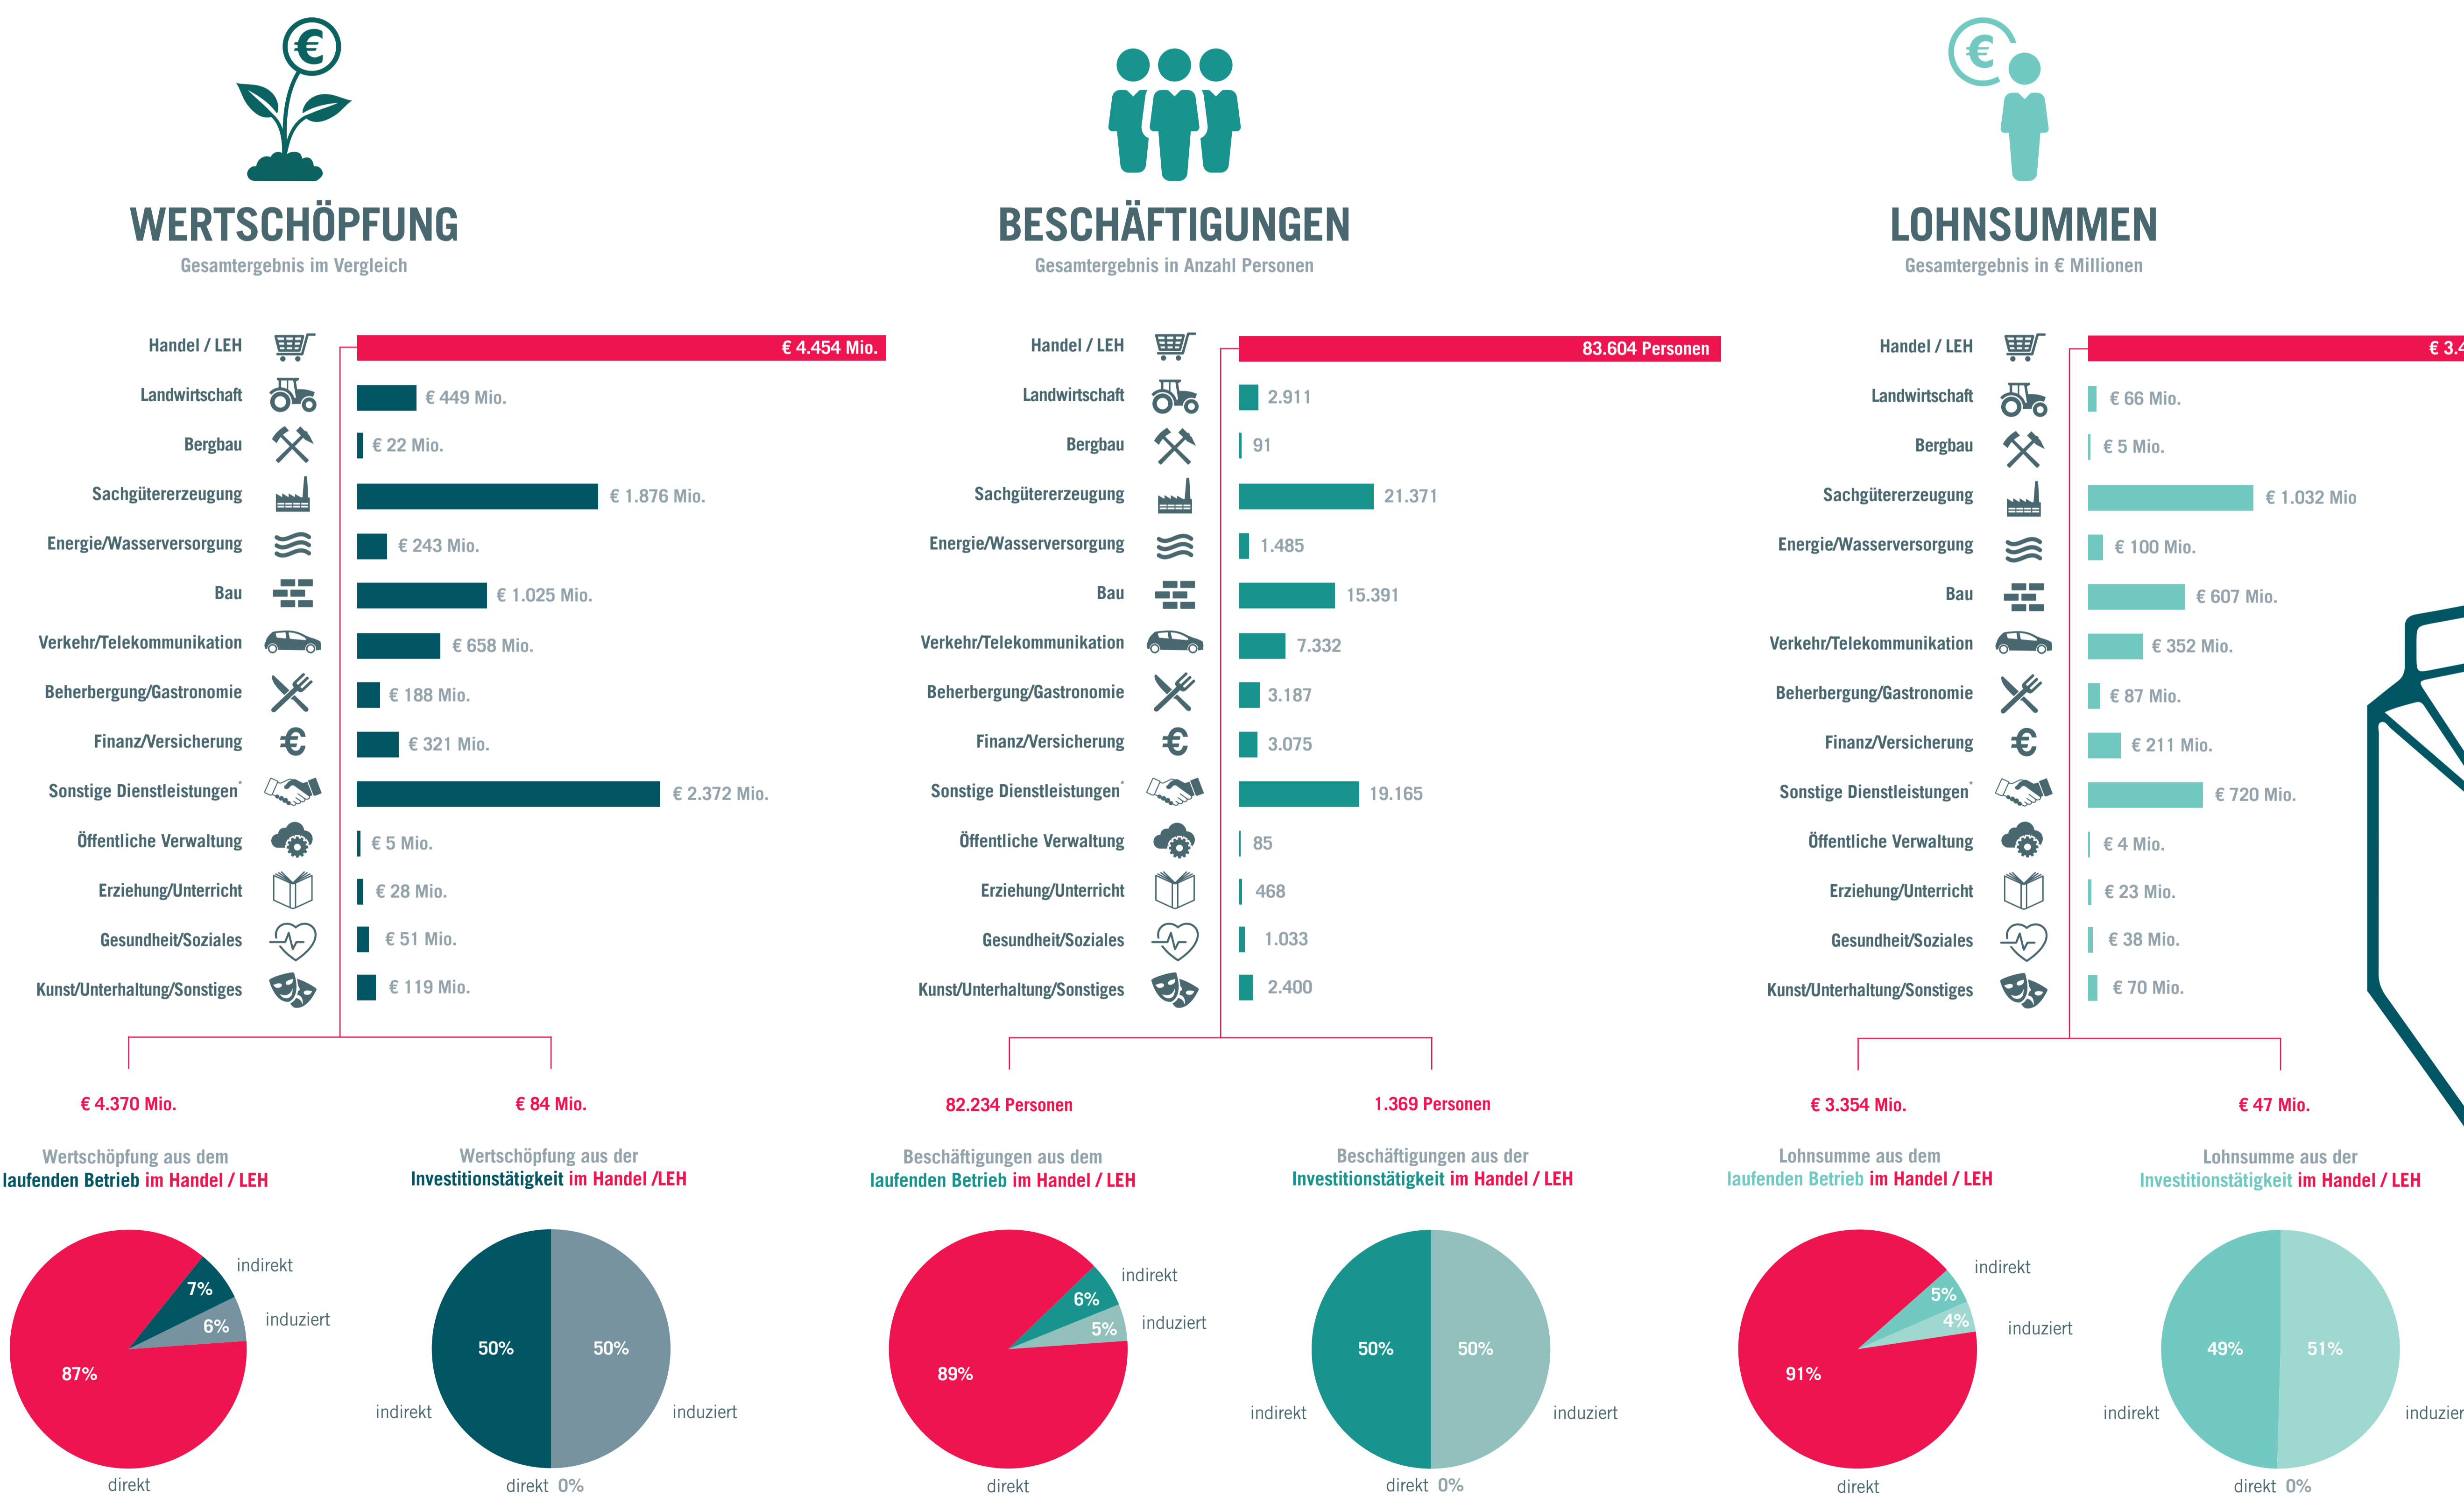 €
WERTSCHÖPFUNG
Gesamtergebnis im Vergleich
Handel / LEH
€ 4.454 Mio.
Landwirtschaft
€ 449 Mio.
Bergbau
€ 22 Mio.
Sachgütererzeugung
€ 1.876 Mio.
Energie/Wasserversorgung
€ 243 Mio.
Bau
€ 1.025 Mio.
Verkehr/Telekommunikation
€ 658 Mio.
Beherbergung/Gastronomie
€ 188 Mio.
Finanz/Versicherung
€
€ 321 Mio.
Sonstige Dienstleistungen*
€ 2.372 Mio.
Öffentliche Verwaltung
€ 5 Mio.
Erziehung/Unterricht
€ 28 Mio.
Gesundheit/Soziales
€ 51 Mio.
Kunst/Unterhaltung/Sonstiges
€ 119 Mio.
€ 4.370 Mio.
Wertschöpfung aus dem
laufenden Betrieb im Handel / LEH
indirekt
7%
induziert
6%
87%
direkt
€ 84 Mio.
Wertschöpfung aus der
Investitionstätigkeit im Handel /LEH
50%
50%
indirekt
induziert
direkt 0%
BESCHÄFTIGUNGEN
Gesamtergebnis in Anzahl Personen
Handel / LEH
83.604 Personen
Landwirtschaft
2.911
Bergbau
91
Sachgütererzeugung
21.371
Energie/Wasserversorgung
1.485
Bau
15.391
Verkehr/Telekommunikation
7.332
Beherbergung/Gastronomie
3.187
Finanz/Versicherung
€
3.075
Sonstige Dienstleistungen*
19.165
Öffentliche Verwaltung
85
Erziehung/Unterricht
468
Gesundheit/Soziales
1.033
Kunst/Unterhaltung/Sonstiges
2.400
82.234 Personen
Beschäftigungen aus dem
laufenden Betrieb im Handel / LEH
indirekt
6%
induziert
5%
89%
direkt
1.369 Personen
Beschäftigungen aus der
Investitionstätigkeit im Handel / LEH
50%
50%
indirekt
induziert
direkt 0%
€
LOHNSUMMEN
Gesamtergebnis in € Millionen
Handel / LEH
€ 3.4
Landwirtschaft
€ 66 Mio.
Bergbau
€ 5 Mio.
Sachgütererzeugung
€ 1.032 Mio
Energie/Wasserversorgung
€ 100 Mio.
Bau
€ 607 Mio.
Verkehr/Telekommunikation
€ 352 Mio.
Beherbergung/Gastronomie
€ 87 Mio.
Finanz/Versicherung
€
€ 211 Mio.
Sonstige Dienstleistungen*
€ 720 Mio.
Öffentliche Verwaltung
€ 4 Mio.
Erziehung/Unterricht
€ 23 Mio.
Gesundheit/Soziales
€ 38 Mio.
Kunst/Unterhaltung/Sonstiges
€ 70 Mio.
€ 3.354 Mio.
Lohnsumme aus dem
laufenden Betrieb im Handel / LEH
indirekt
5%
4%
induziert
91%
direkt
€ 47 Mio.
Lohnsumme aus der
Investitionstätigkeit im Handel / LEH
49%
51%
indirekt
induzier
direkt 0%